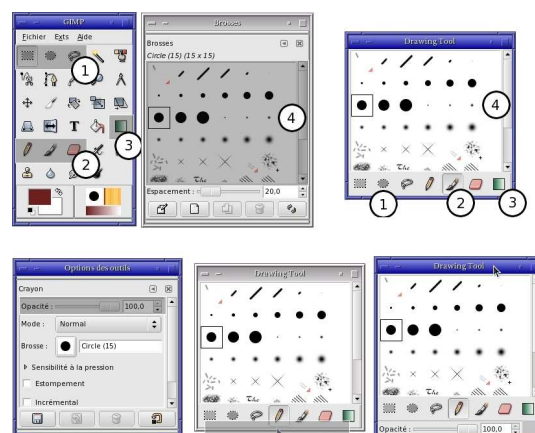 GIMP
Fichier Exts Aide
1
3
T
2
Brosses
Brosses
Circle (15) (15 x 15)
4
Espacement : 20,0
Drawing Tool
4
1 2 3
Options des outils
Crayon
Opacité : 100.0
Mode : Normal
Brosse : Circle (15)
Sensibilité à la pression
Estompement
Incrémental
Drawing Tool
Drawing Tool
Opacité : 100,0